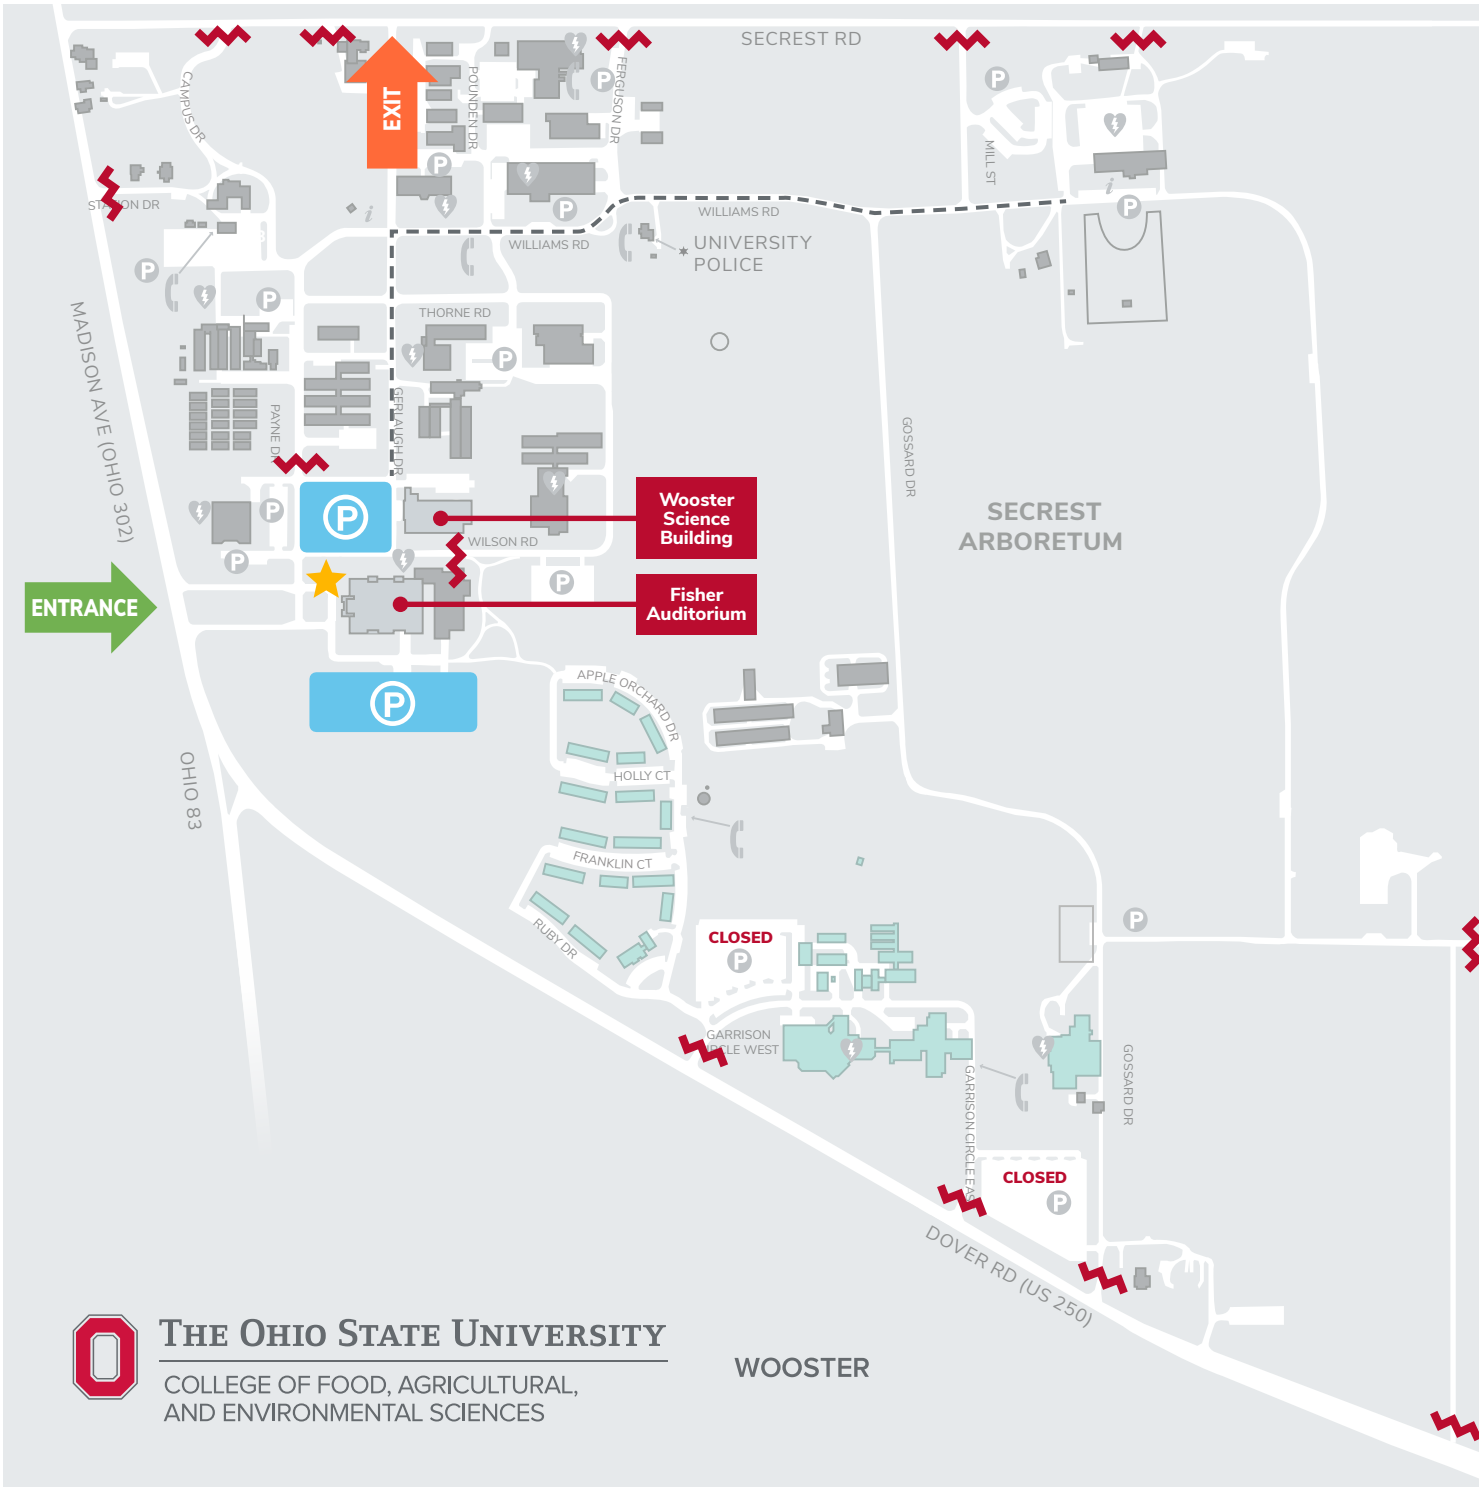 SECREST RD
CAMPUS DR
EXIT
POUNDEN DR
P
FERGUSON DR
P
MILL ST
P
STATION DR
i
P
WILLIAMS RD
i
P
WILLIAMS RD
UNIVERSITY
POLICE
P
P
MADISON AVE (OHIO 302)
THORNE RD
P
PAYNE DR
GERLAUGH DR
GOSSARD DR
P
P
Wooster
Science
Building
SECREST
ARBORETUM
WILSON RD
P
P
ENTRANCE
Fisher
Auditorium
P
APPLE ORCHARD DR
OHIO 83
HOLLY CT
FRANKLIN CT
RUBY DR
CLOSED
P
P
GARRISON
RCLE WEST
GOSSARD DR
GARRISON CIRCLE EAS
CLOSED
P
DOVER RD (US 250)
THE OHIO STATE UNIVERSITY
COLLEGE OF FOOD, AGRICULTURAL,
AND ENVIRONMENTAL SCIENCES
WOOSTER